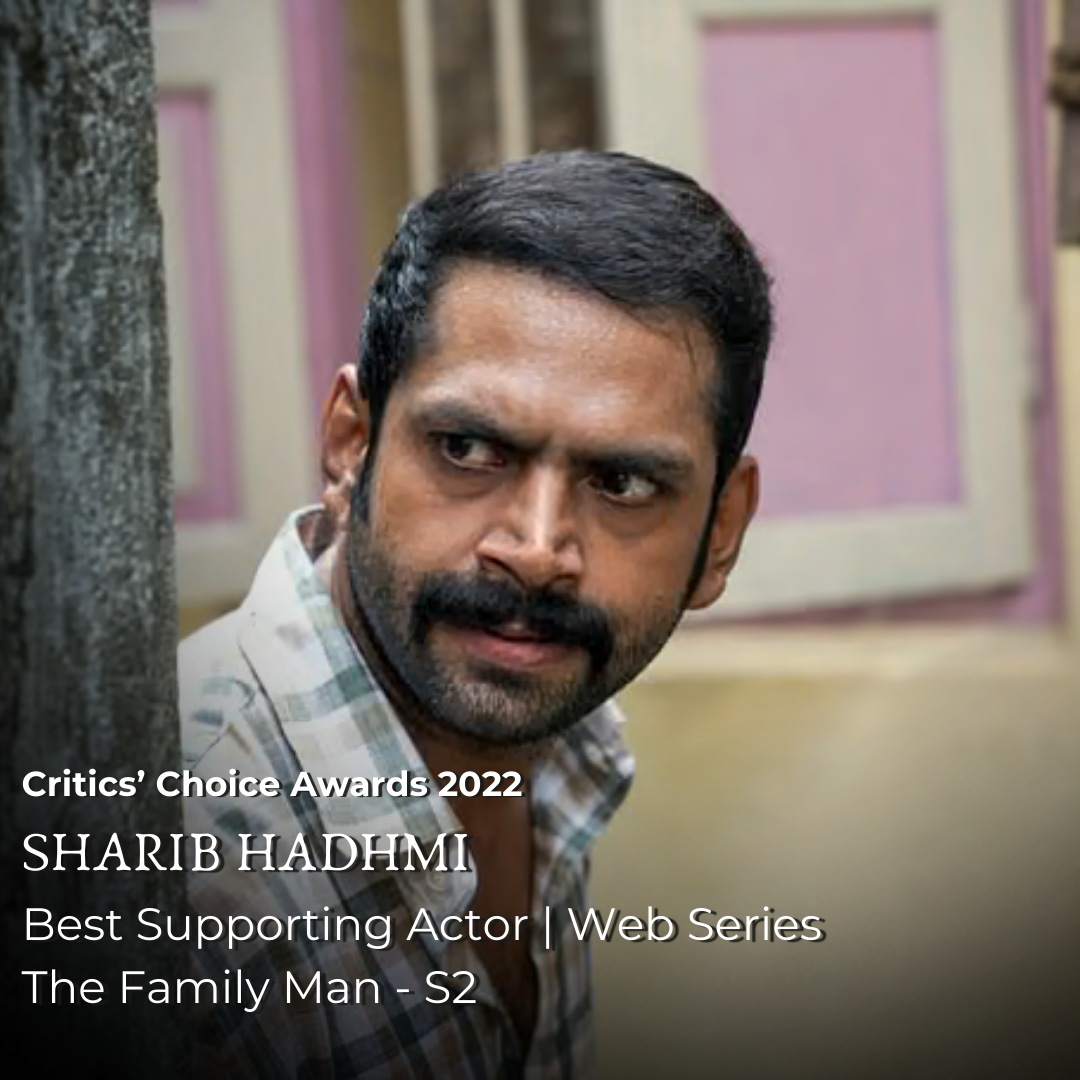 Critics’ Choice Awards 2022
SHARIB HADHMI
Best Supporting Actor | Web Series
The Family Man - S2